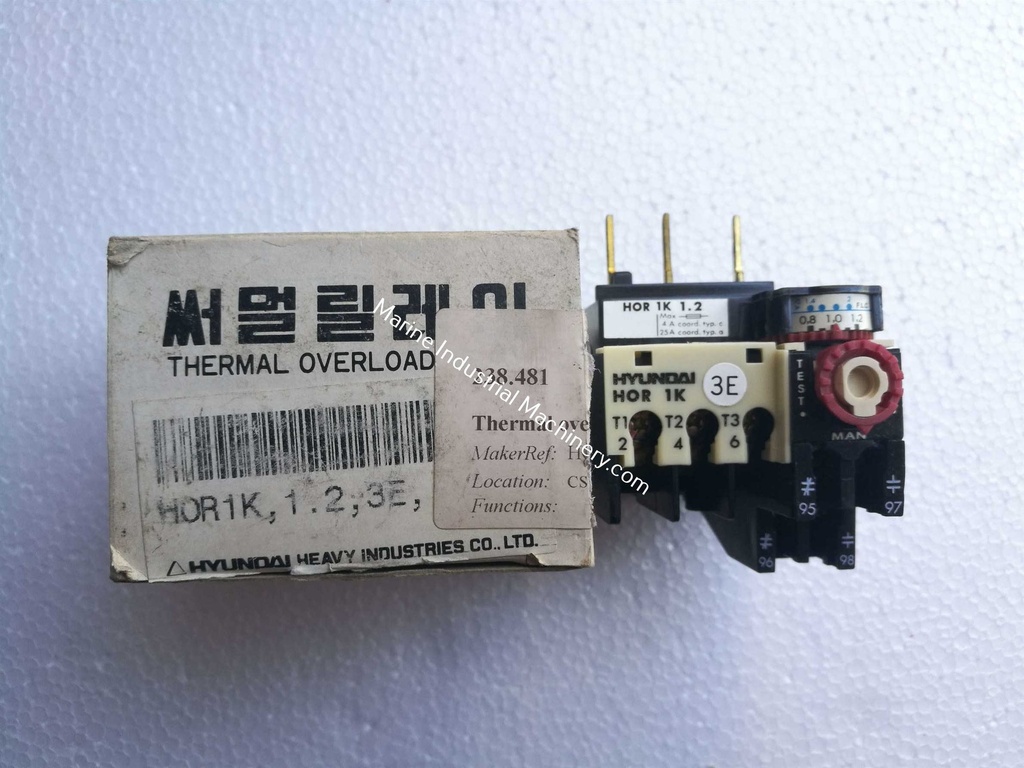 써멀릴레이
THERMAL OVERLOAD
338.481
Thermal ove
MakerRef: H
Location: CS
Functions:
HOR1K, 1.2, 3E,
HYUNDAI HEAVY INDUSTRIES CO., LTD.
Marine Industrial Machinery.com
HOR 1K 1.2
Max
4 A coord. typ. c
25 A coord. typ. a
HYUNDAI
HOR 1K
3E
T1 T2 T3
2 4 6
0.8 1.0 1.2
TEST
MAN
95 97
96 98